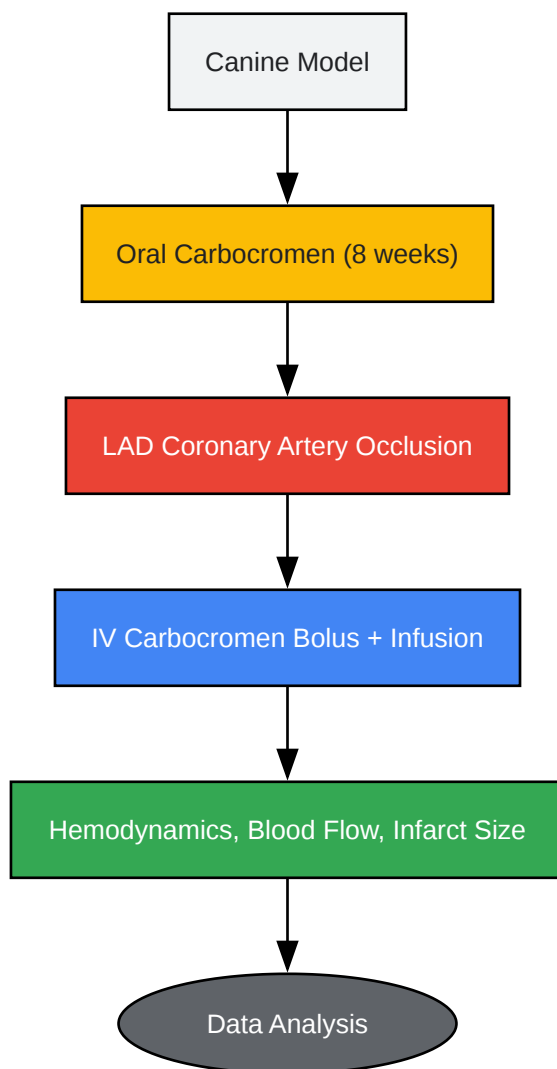 Canine Model
Oral Carbocromen (8 weeks)
LAD Coronary Artery Occlusion
IV Carbocromen Bolus + Infusion
Hemodynamics, Blood Flow, Infarct Size
Data Analysis